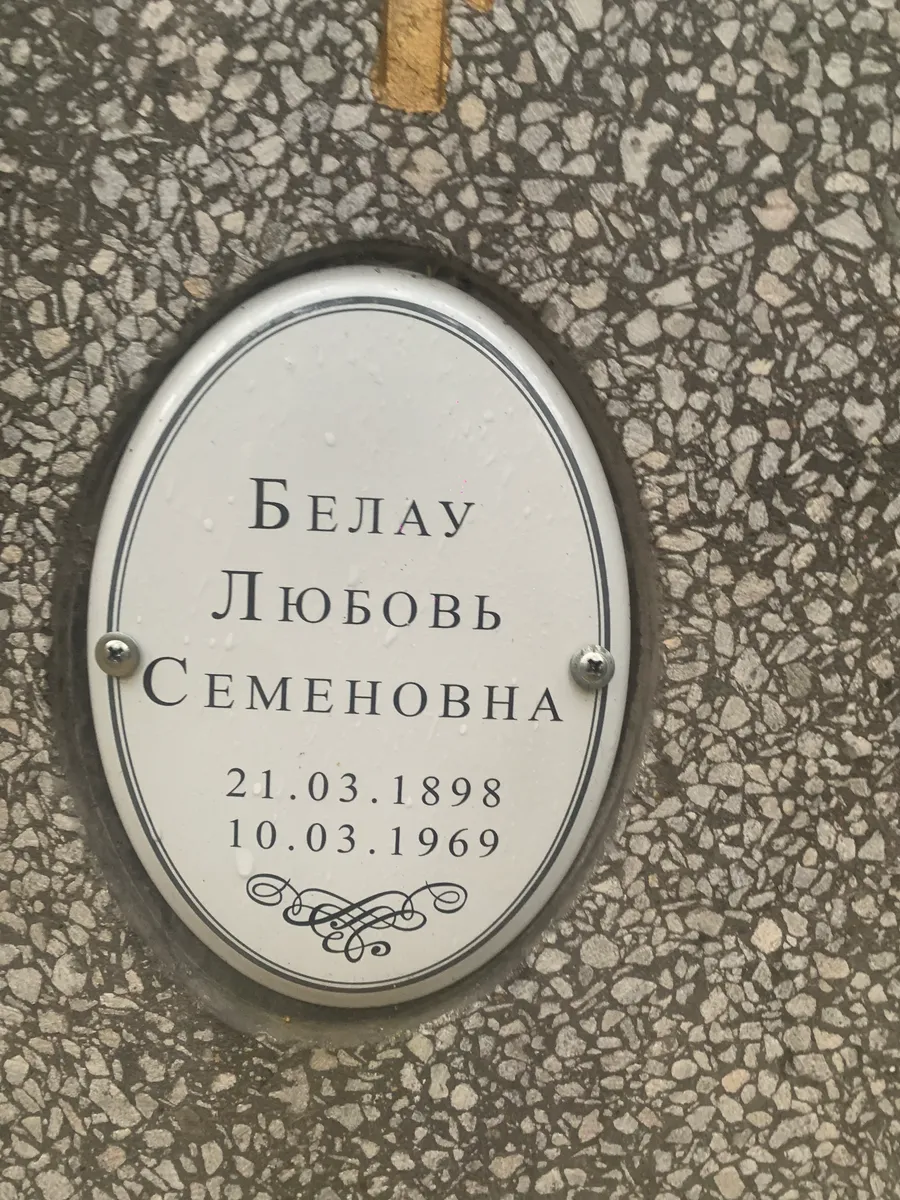 Белау
Любовь
Семеновна
21.03.1898
10.03.1969